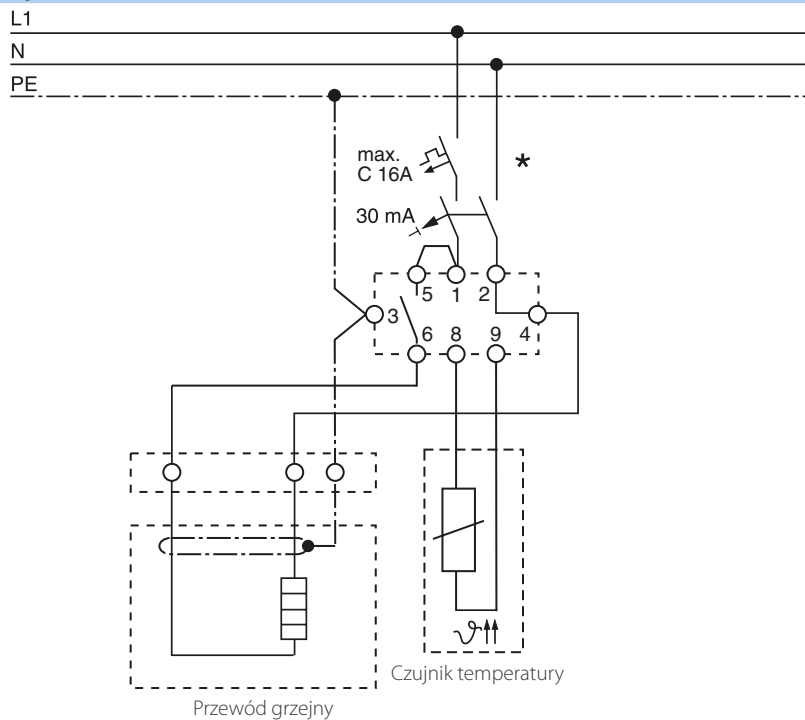 L1
N
PE
max.
C 16A
*
30 mA
5 1 2
3
6 8 9 4
ϑ
Czujnik temperatury
Przewód grzejny